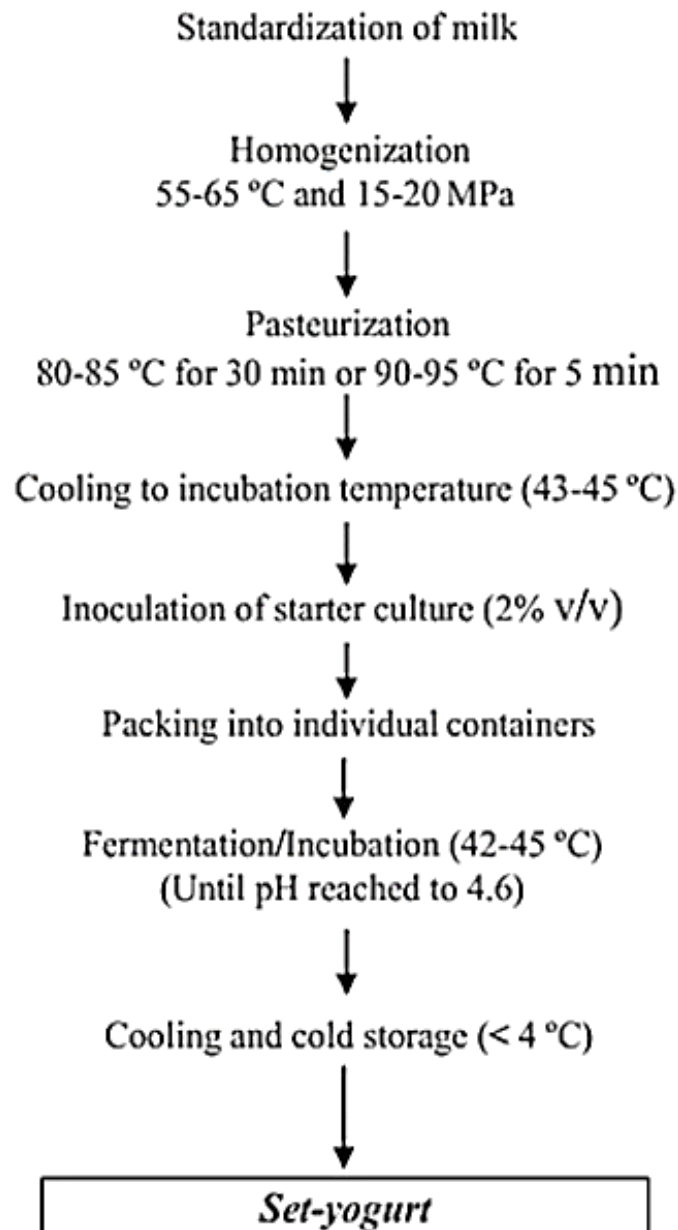 Standardization of milk
Homogenization
55-65 ºC and 15-20 MPa
Pasteurization
80-85 ºC for 30 min or 90-95 ºC for 5 min
Cooling to incubation temperature (43-45 ºC)
Inoculation of starter culture (2% v/v)
Packing into individual containers
Fermentation/Incubation (42-45 ºC)
(Until pH reached to 4.6)
Cooling and cold storage (< 4 ºC)
Set-yogurt